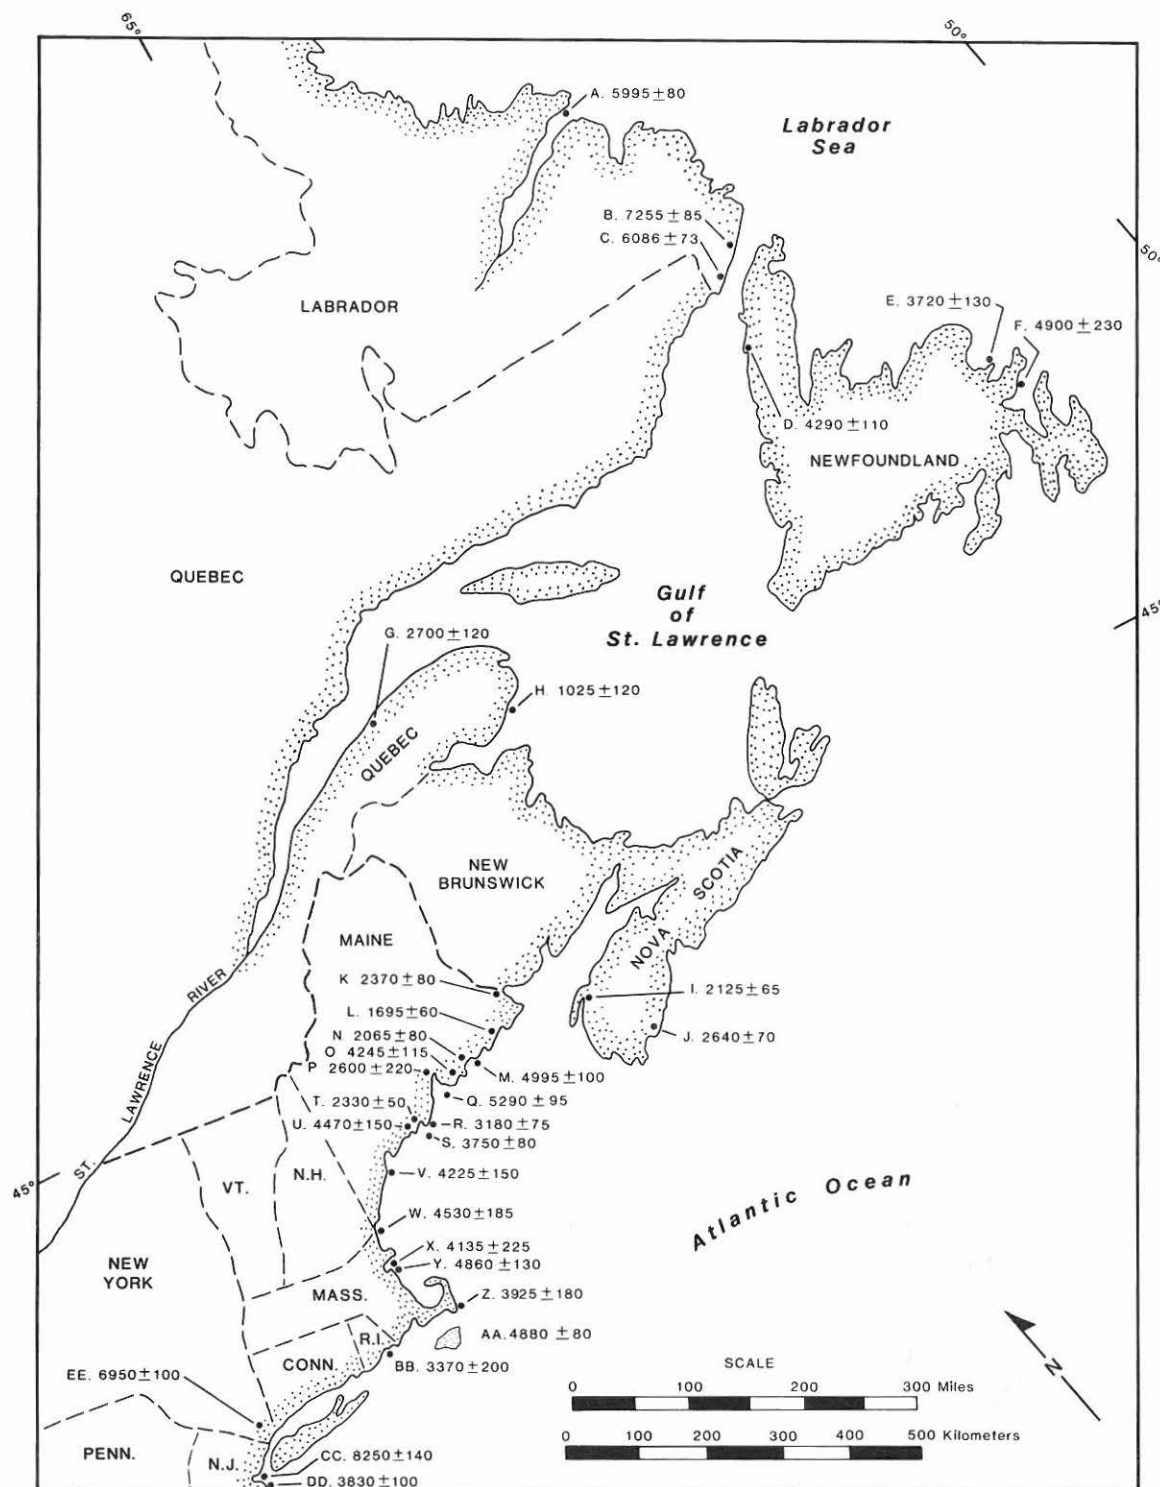 65°
50°
A. 5995±80
Labrador
Sea
B. 7255±85
C. 6086±73
50°
LABRADOR
E. 3720±130
F. 4900±230
D. 4290±110
NEWFOUNDLAND
QUEBEC
Gulf
of
St. Lawrence
45°
G. 2700±120
H. 1025±120
QUEBEC
NEW
BRUNSWICK
NOVA SCOTIA
MAINE
K 2370±80
I. 2125±65
L. 1695±60
J. 2640±70
N. 2065±80
O 4245±115
P 2600±220
M. 4995±100
Q. 5290±95
T. 2330±50
U. 4470±150
R. 3180±75
S. 3750±80
ST. LAWRENCE RIVER
V. 4225±150
N.H.
VT.
45°
Atlantic Ocean
W. 4530±185
X. 4135±225
Y. 4860±130
NEW
YORK
MASS.
Z. 3925±180
AA. 4880±80
R.I.
CONN.
BB. 3370±200
EE. 6950±100
SCALE
0 100 200 300 Miles
0 100 200 300 400 500 Kilometers
N
PENN.
N.J.
CC. 8250±140
DD. 3830±100